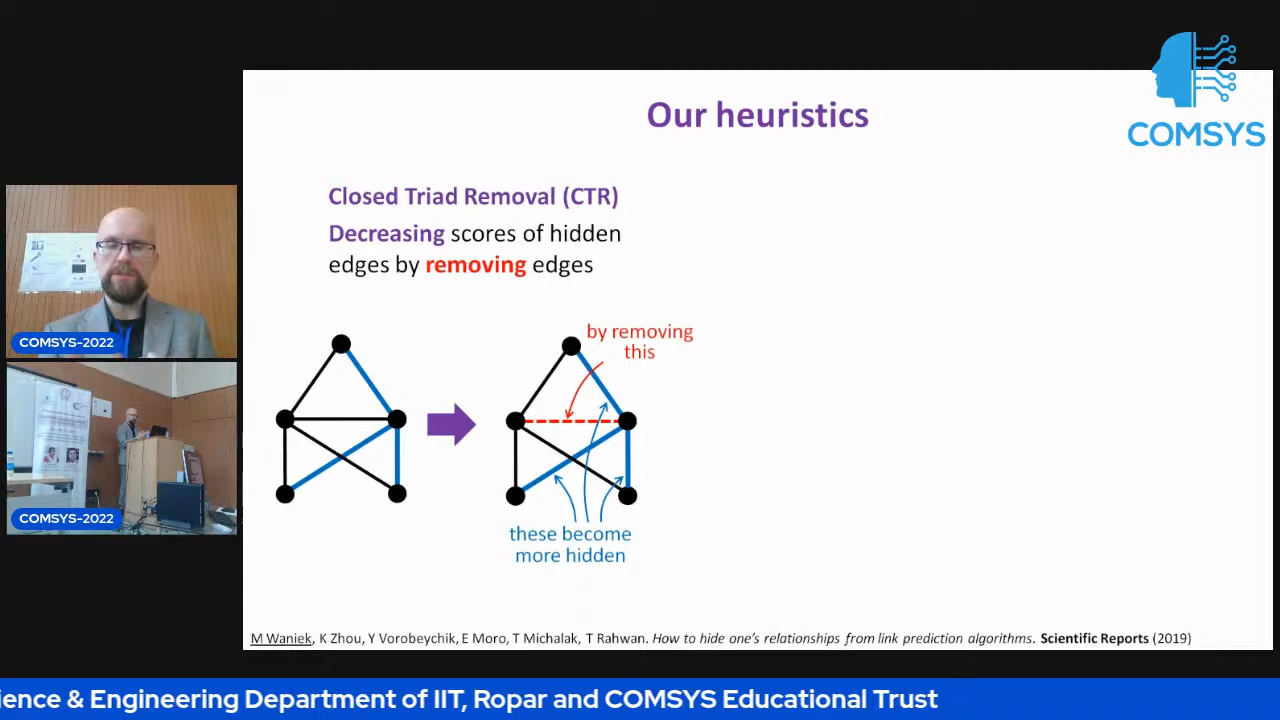 COMSYS
Our heuristics
Closed Triad Removal (CTR)
Decreasing scores of hidden
edges by removing edges
by removing
this
these become
more hidden
COMSYS-2022
COMSYS-2022
M Waniek, K Zhou, Y Vorobeychik, E Moro, T Michalak, T Rahwan. How to hide one's relationships from link prediction algorithms. Scientific Reports (2019)
ience & Engineering Department of IIT, Ropar and COMSYS Educational Trust